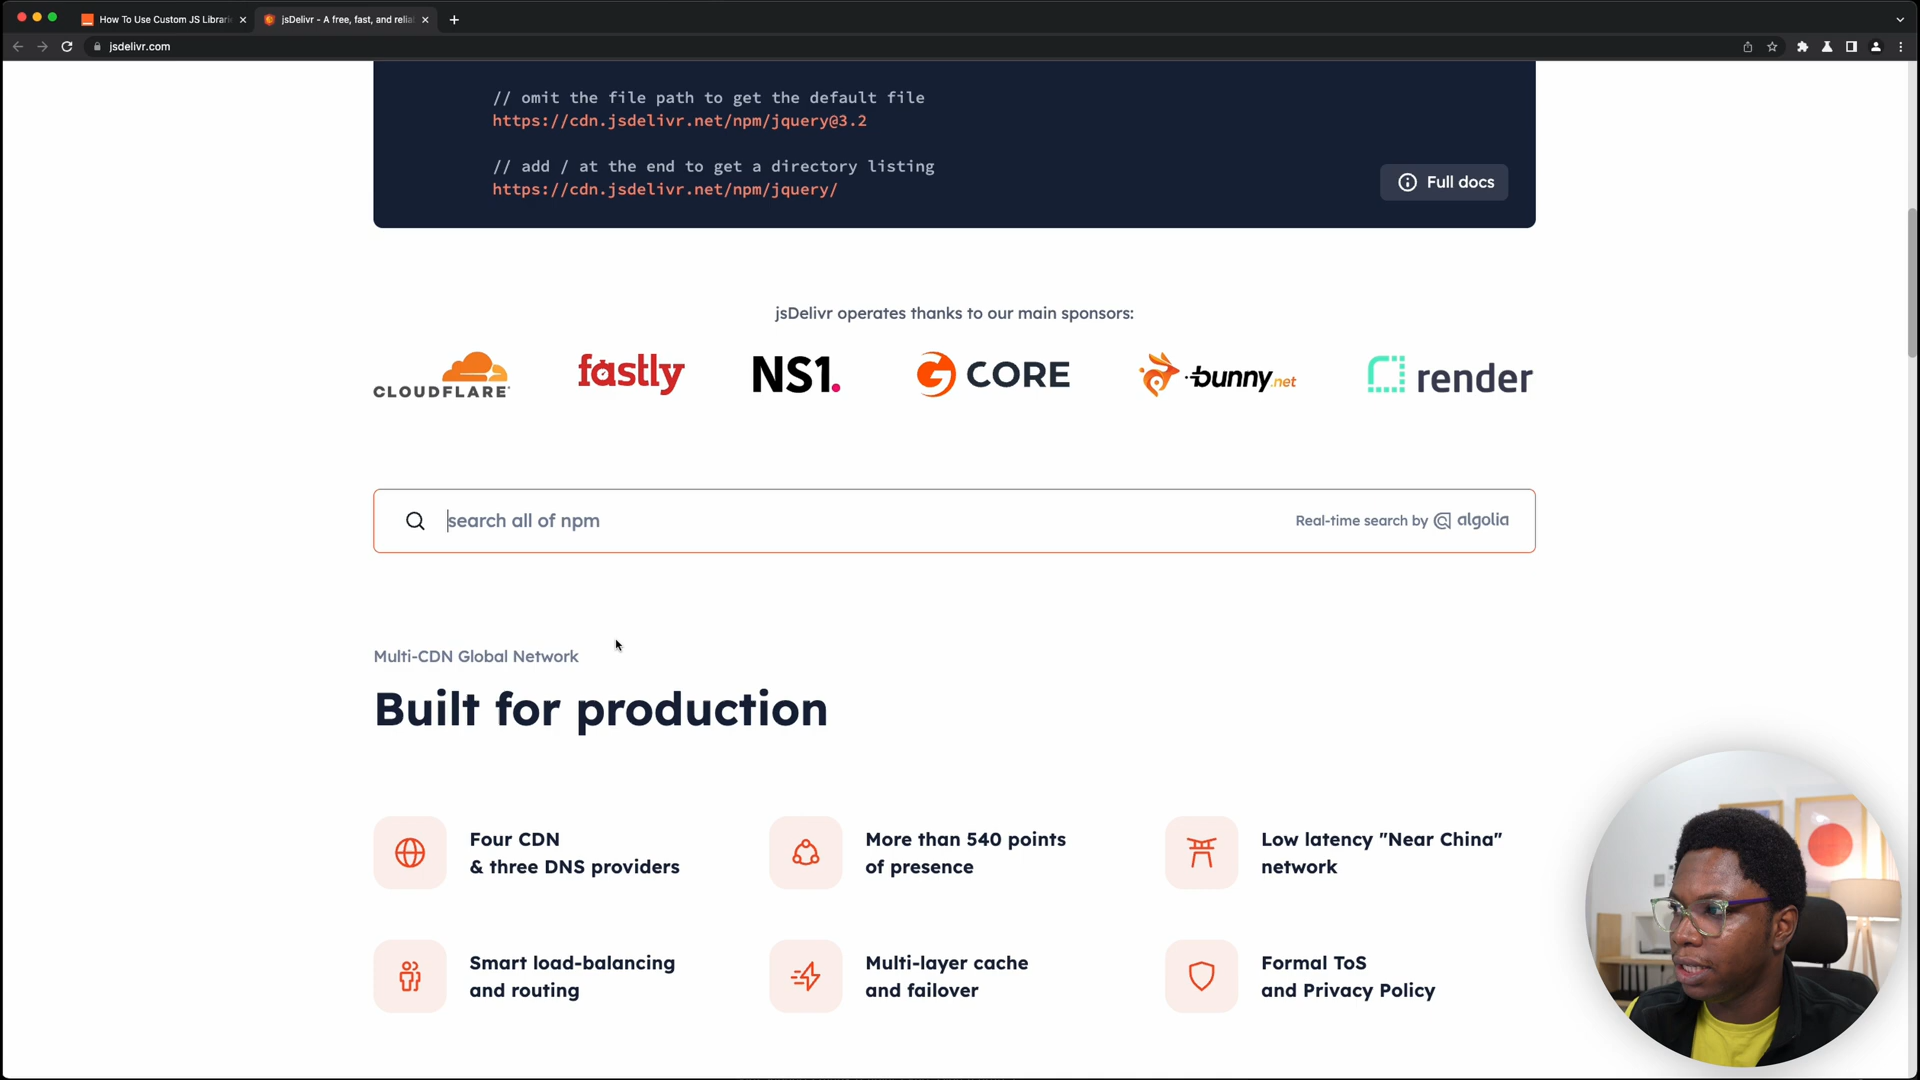 How To Use Custom JS Librari
jsDelivr - A free, fast, and relia
jsdelivr.com
// omit the file path to get the default file
https://cdn.jsdelivr.net/npm/jquery@3.2
// add / at the end to get a directory listing
https://cdn.jsdelivr.net/npm/jquery/
Full docs
jsDelivr operates thanks to our main sponsors:
CLOUDFLARE
fastly
NS1.
CORE
bunny.net
render
search all of npm
Real-time search by algolia
Multi-CDN Global Network
Built for production
Four CDN
& three DNS providers
More than 540 points
of presence
Low latency "Near China"
network
Smart load-balancing
and routing
Multi-layer cache
and failover
Formal ToS
and Privacy Policy